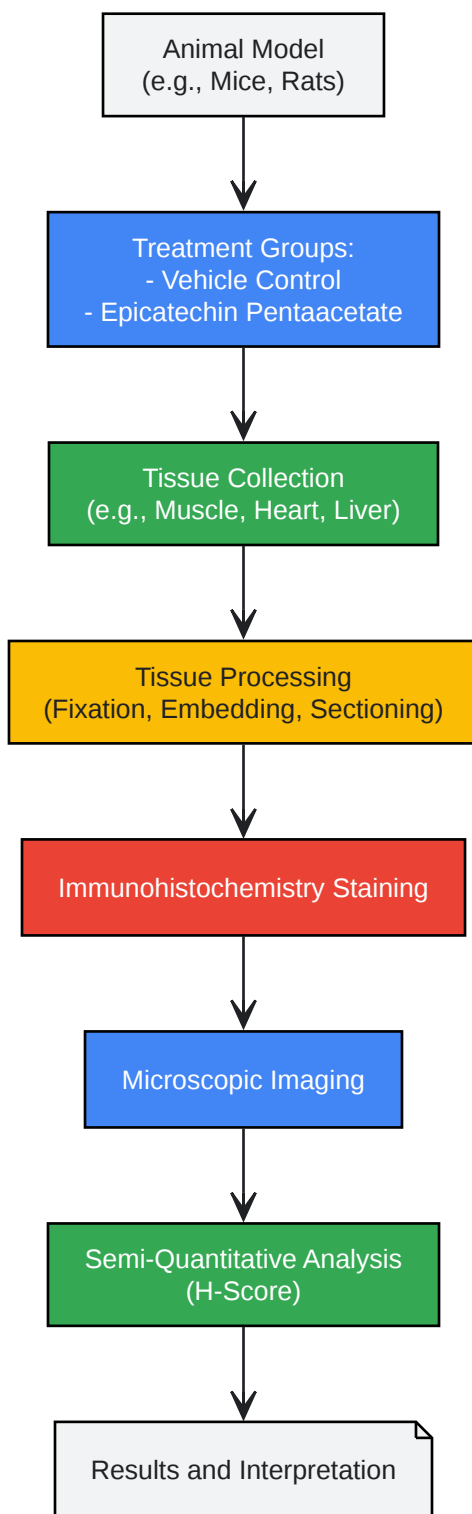 Animal Model
(e.g., Mice, Rats)
Treatment Groups:
- Vehicle Control
- Epicatechin Pentaacetate
Tissue Collection
(e.g., Muscle, Heart, Liver)
Tissue Processing
(Fixation, Embedding, Sectioning)
Immunohistochemistry Staining
Microscopic Imaging
Semi-Quantitative Analysis
(H-Score)
Results and Interpretation